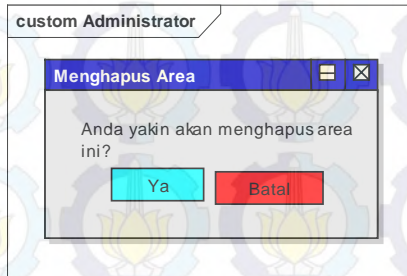 custom Administrator
Menghapus Area
Anda yakin akan menghapus area
ini?
Ya
Batal